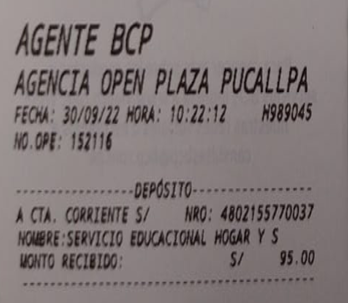 AGENTE BCP
AGENCIA OPEN PLAZA PUCALLPA
FECHA: 30/09/22 HORA: 10:22:12 H989045
NO.OPE: 152116
----------------DEPÓSITO----------------
A CTA. CORRIENTE S/ NRO: 4802155770037
NOMBRE:SERVICIO EDUCACIONAL HOGAR Y S
MONTO RECIBIDO: S/ 95.00
----------------------------------------